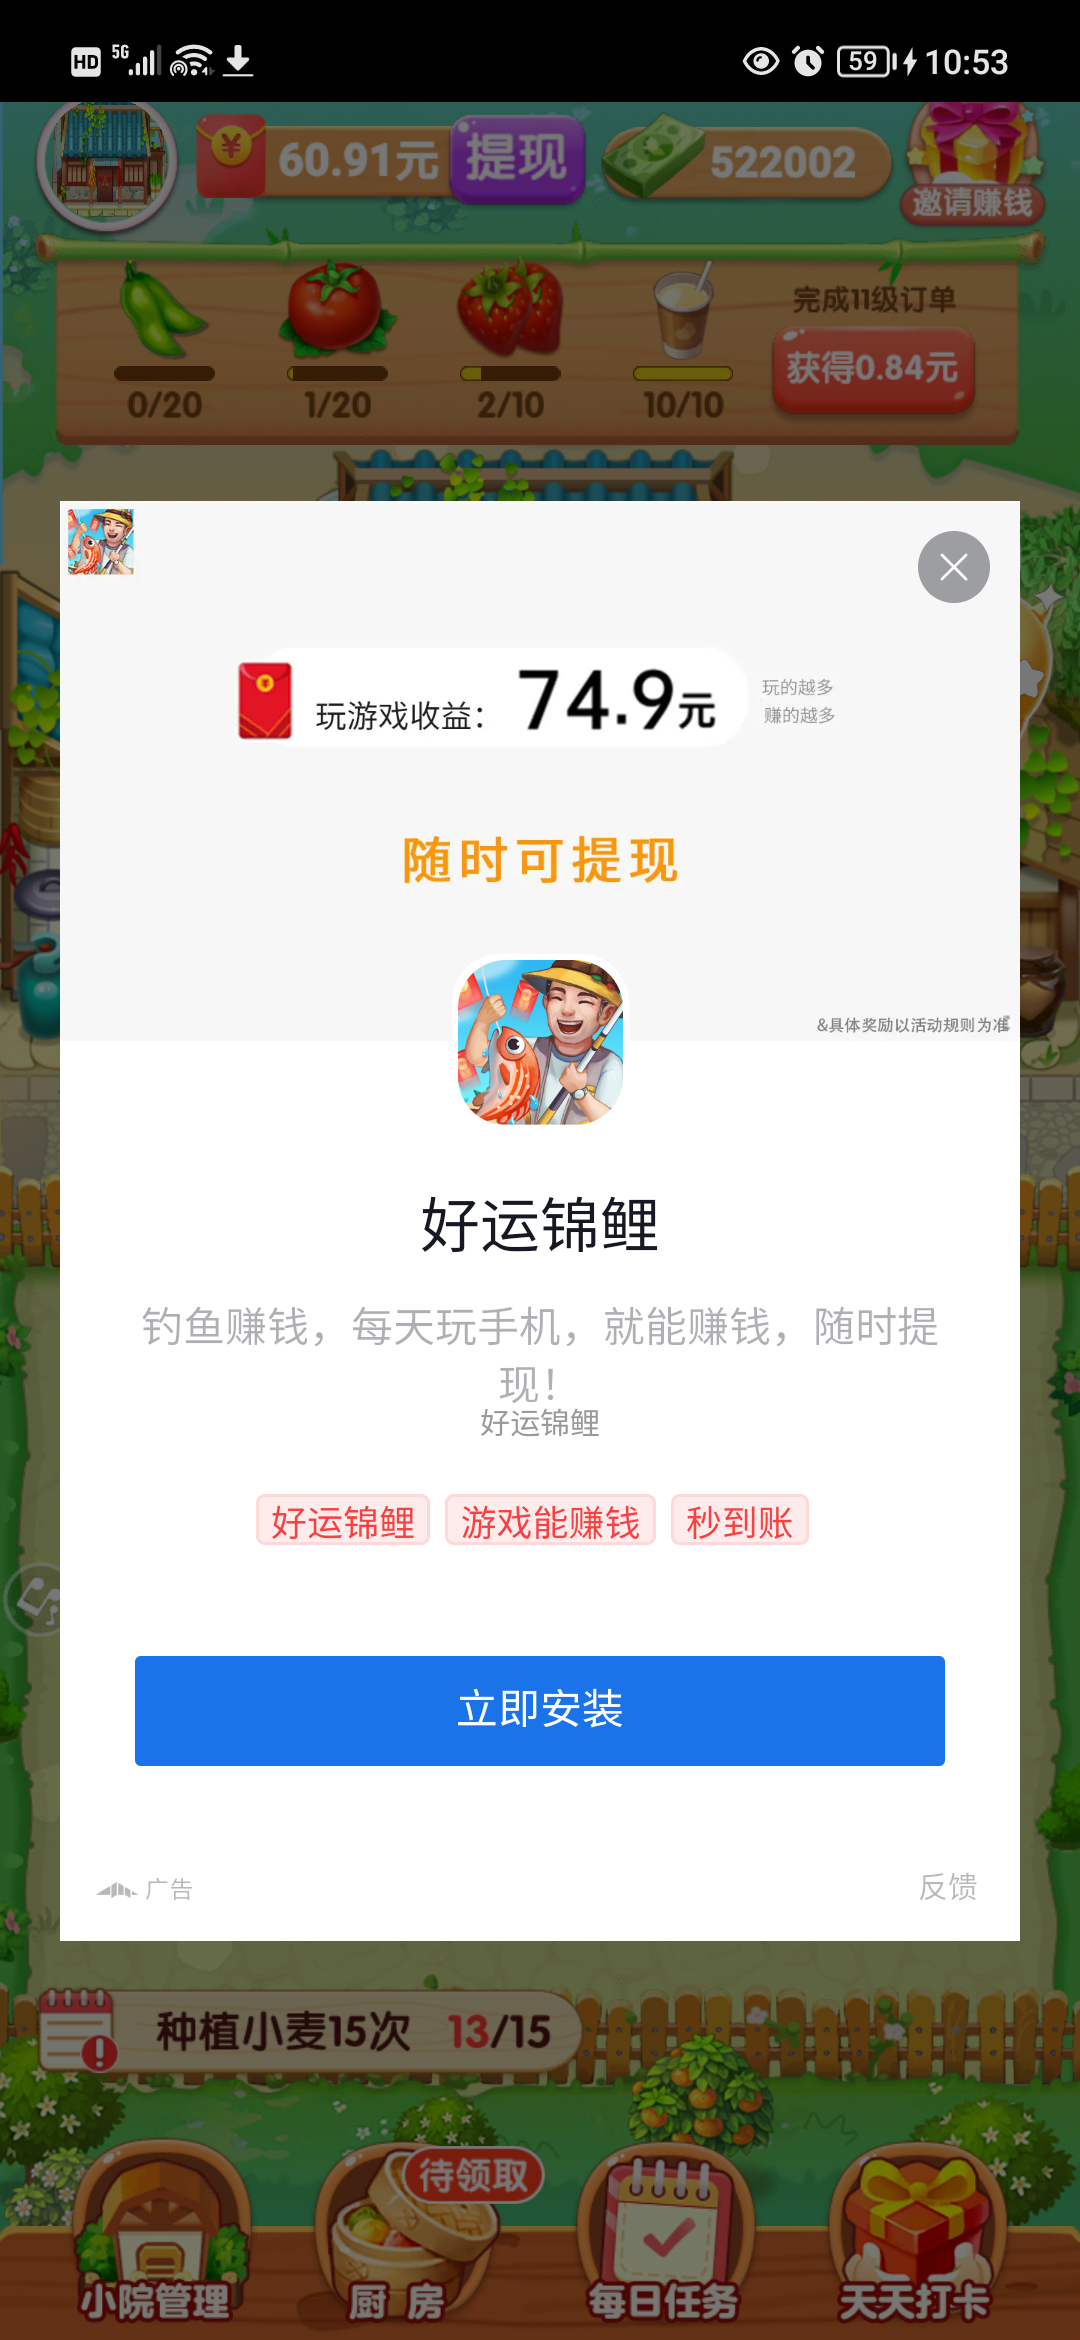 HD 5G 59 10:53
60.91元 提现 522002
邀请赚钱
完成11级订单
获得0.84元
0/20 1/20 2/10 10/10
玩游戏收益：74.9元
玩的越多
赚的越多
随时可提现
&具体奖励以活动规则为准
好运锦鲤
钓鱼赚钱，每天玩手机，就能赚钱，随时提
现！
好运锦鲤
好运锦鲤 游戏能赚钱 秒到账
立即安装
广告 反馈
种植小麦15次 13/15
待领取
小院管理 厨房 每日任务 天天打卡